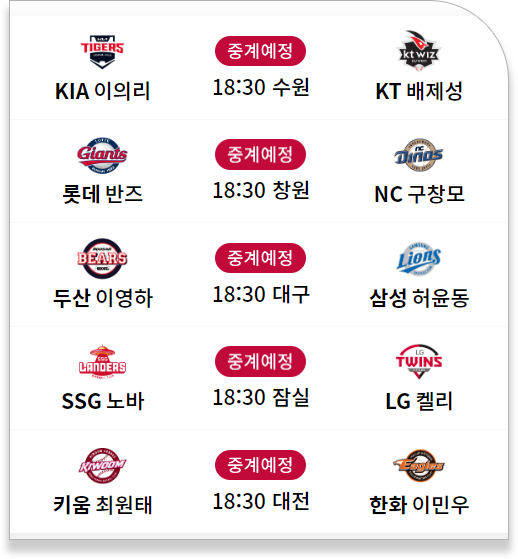 TIGERS
중계예정
kt wiz
KIA 이의리
18:30 수원
KT 배제성
Giants
중계예정
NC
DINOS
롯데 반즈
18:30 창원
NC 구창모
BEARS
중계예정
Lions
두산 이영하
18:30 대구
삼성 허윤동
SSG
LANDERS
중계예정
LG
TWINS
SSG 노바
18:30 잠실
LG 켈리
KIWOOM
중계예정
Eagles
키움 최원태
18:30 대전
한화 이민우